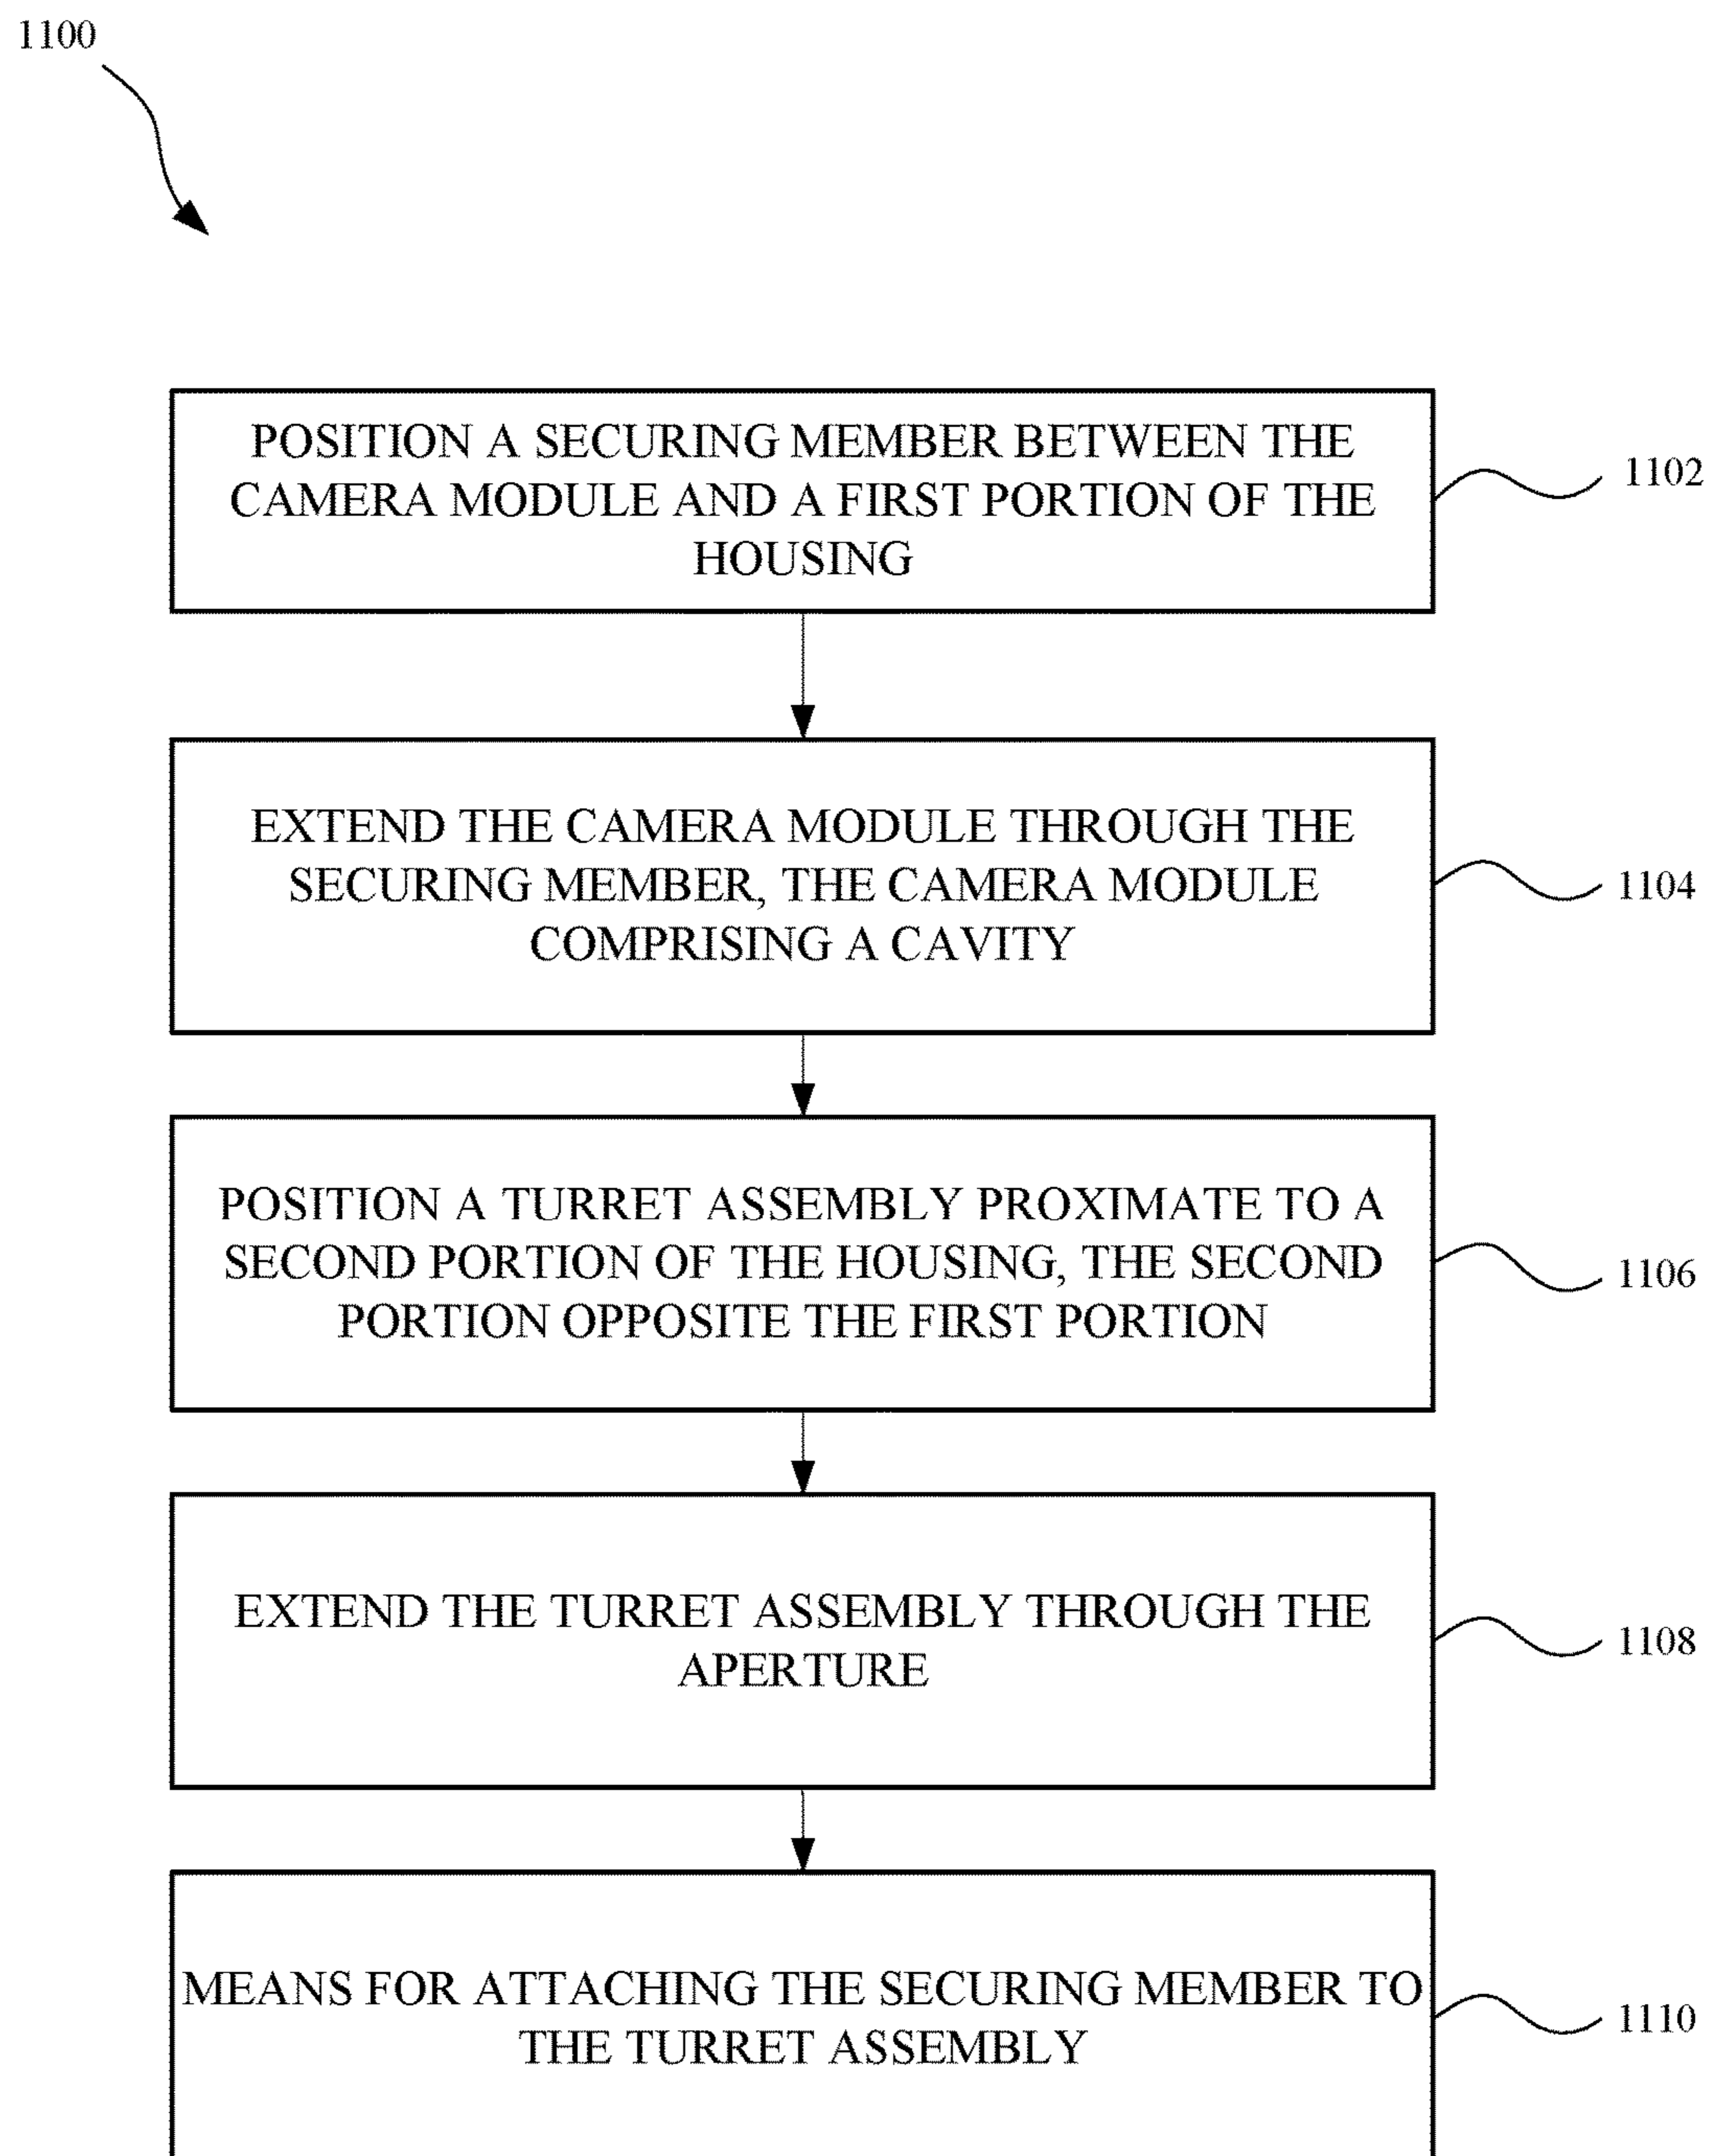 1100
POSITION A SECURING MEMBER BETWEEN THE
CAMERA MODULE AND A FIRST PORTION OF THE
HOUSING
1102
EXTEND THE CAMERA MODULE THROUGH THE
SECURING MEMBER, THE CAMERA MODULE
COMPRISING A CAVITY
1104
POSITION A TURRET ASSEMBLY PROXIMATE TO A
SECOND PORTION OF THE HOUSING, THE SECOND
PORTION OPPOSITE THE FIRST PORTION
1106
EXTEND THE TURRET ASSEMBLY THROUGH THE
APERTURE
1108
MEANS FOR ATTACHING THE SECURING MEMBER TO
THE TURRET ASSEMBLY
1110